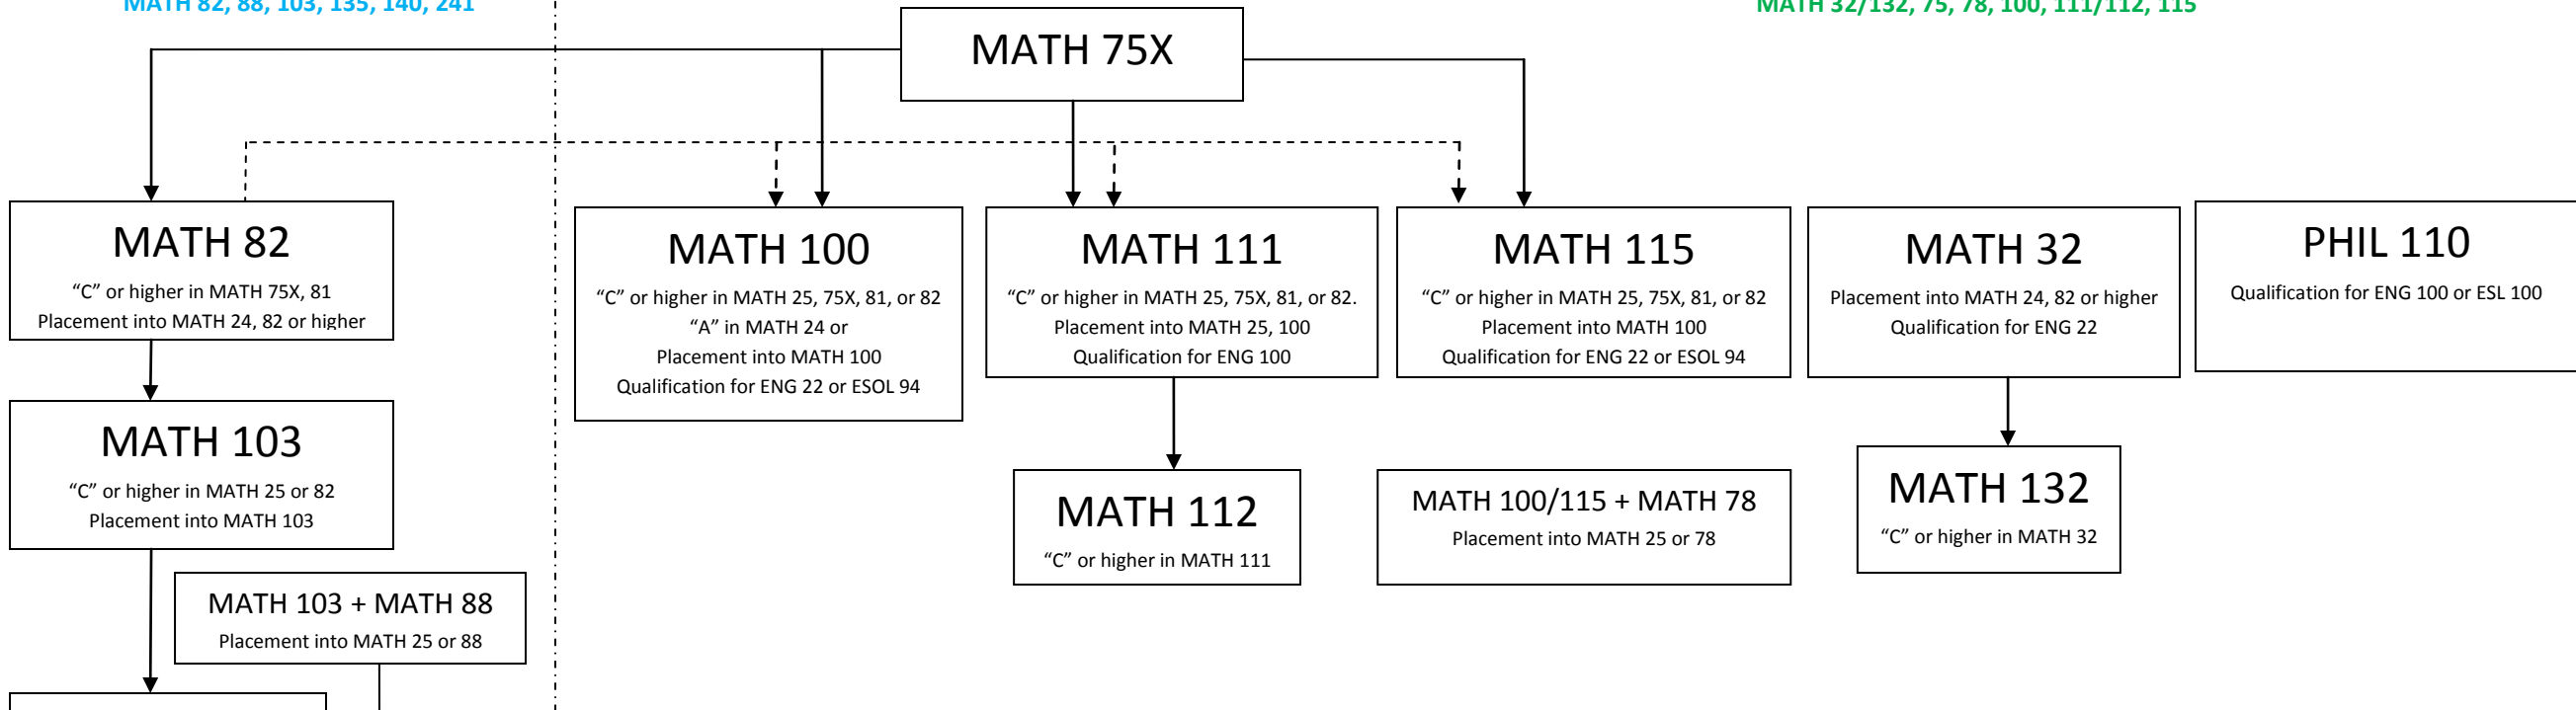 MATH 82, 88, 103, 135, 140, 241
MATH 32/132, 75, 78, 100, 111/112, 115
MATH 75X
MATH 82
“C” or higher in MATH 75X, 81
Placement into MATH 24, 82 or higher
MATH 100
“C” or higher in MATH 25, 75X, 81, or 82
“A” in MATH 24 or
Placement into MATH 100
Qualification for ENG 22 or ESOL 94
MATH 111
“C” or higher in MATH 25, 75X, 81, or 82.
Placement into MATH 25, 100
Qualification for ENG 100
MATH 115
“C” or higher in MATH 25, 75X, 81, or 82
Placement into MATH 100
Qualification for ENG 22 or ESOL 94
MATH 32
Placement into MATH 24, 82 or higher
Qualification for ENG 22
PHIL 110
Qualification for ENG 100 or ESL 100
MATH 103
“C” or higher in MATH 25 or 82
Placement into MATH 103
MATH 112
“C” or higher in MATH 111
MATH 100/115 + MATH 78
Placement into MATH 25 or 78
MATH 132
“C” or higher in MATH 32
MATH 103 + MATH 88
Placement into MATH 25 or 88